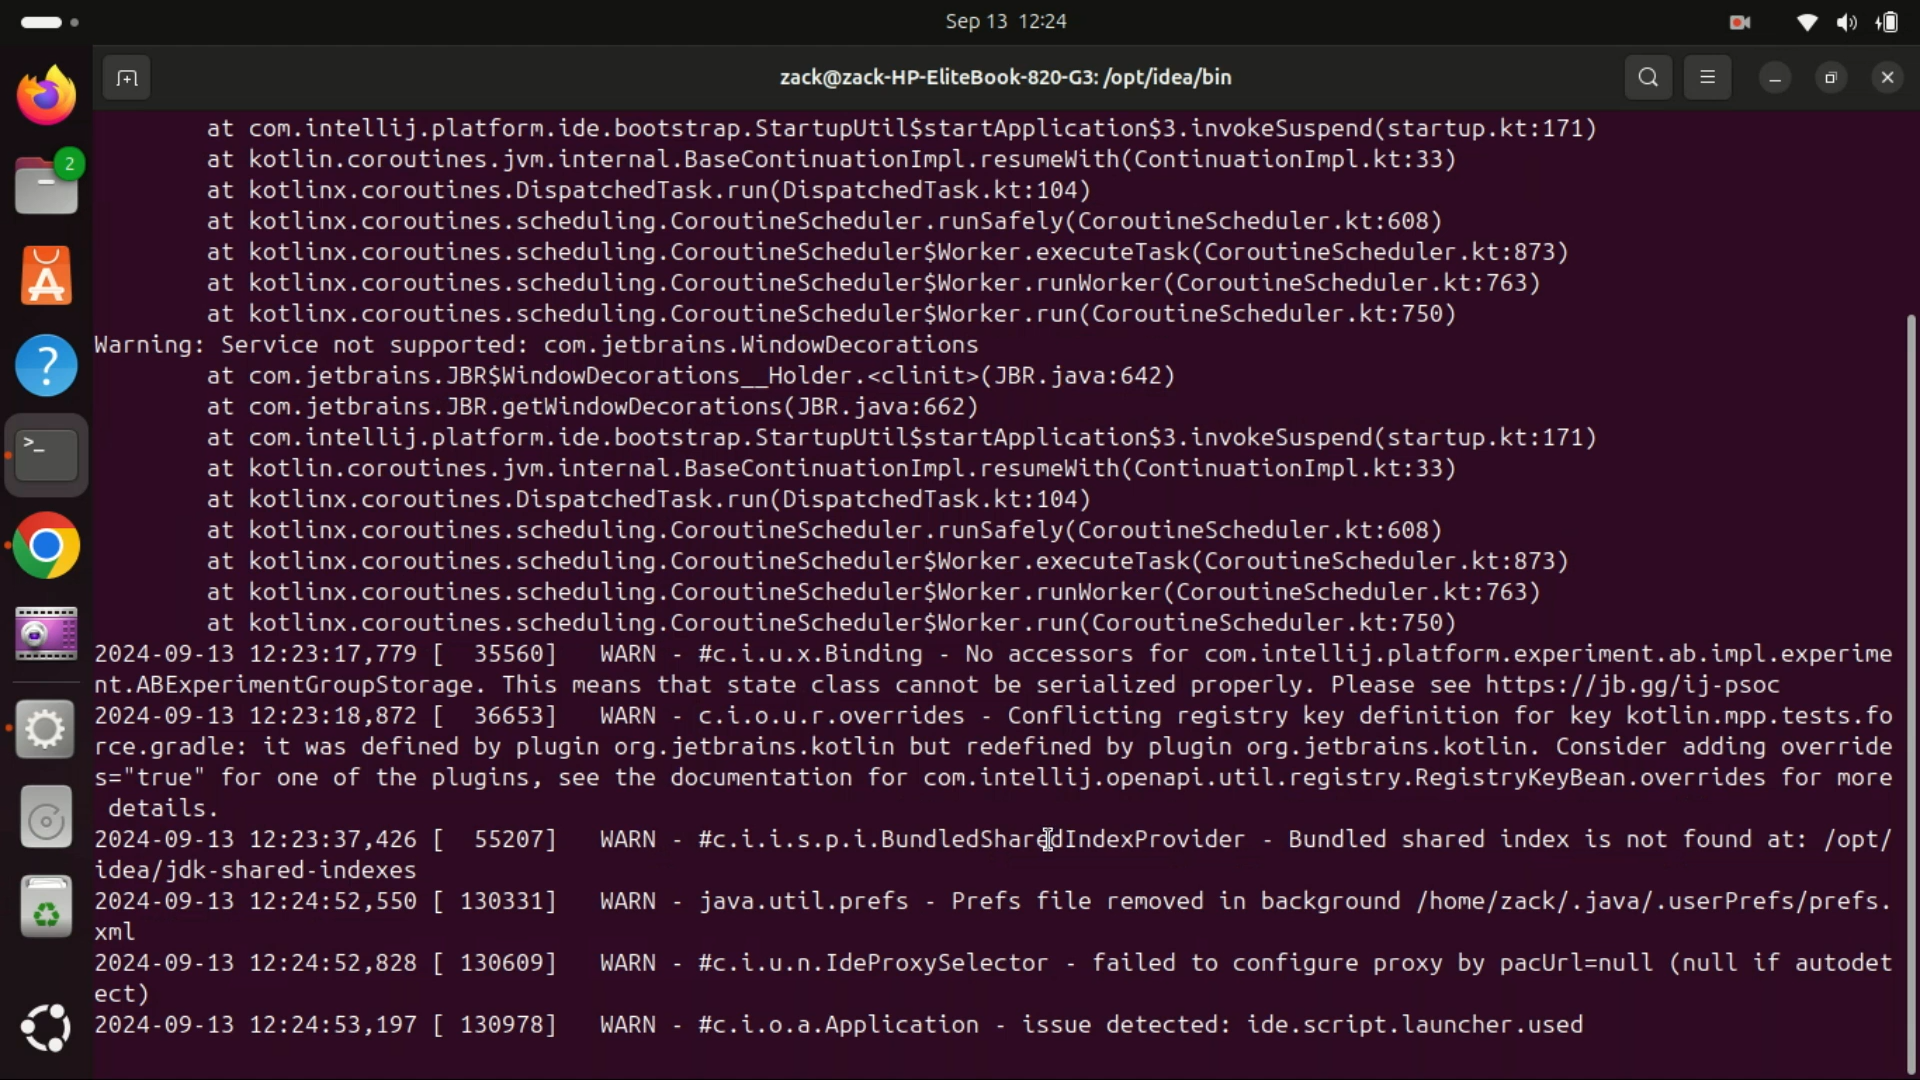 Sep 13 12:24
zack@zack-HP-EliteBook-820-G3: /opt/idea/bin
2
at com.intellij.platform.ide.bootstrap.StartupUtil$startApplication$3.invokeSuspend(startup.kt:171)
at kotlin.coroutines.jvm.internal.BaseContinuationImpl.resumeWith(ContinuationImpl.kt:33)
at kotlinx.coroutines.DispatchedTask.run(DispatchedTask.kt:104)
at kotlinx.coroutines.scheduling.CoroutineScheduler.runSafely(CoroutineScheduler.kt:608)
at kotlinx.coroutines.scheduling.CoroutineScheduler$Worker.executeTask(CoroutineScheduler.kt:873)
at kotlinx.coroutines.scheduling.CoroutineScheduler$Worker.runWorker(CoroutineScheduler.kt:763)
at kotlinx.coroutines.scheduling.CoroutineScheduler$Worker.run(CoroutineScheduler.kt:750)
Warning: Service not supported: com.jetbrains.WindowDecorations
at com.jetbrains.JBR$WindowDecorations__Holder.<clinit>(JBR.java:642)
at com.jetbrains.JBR.getWindowDecorations(JBR.java:662)
at com.intellij.platform.ide.bootstrap.StartupUtil$startApplication$3.invokeSuspend(startup.kt:171)
at kotlin.coroutines.jvm.internal.BaseContinuationImpl.resumeWith(ContinuationImpl.kt:33)
at kotlinx.coroutines.DispatchedTask.run(DispatchedTask.kt:104)
at kotlinx.coroutines.scheduling.CoroutineScheduler.runSafely(CoroutineScheduler.kt:608)
at kotlinx.coroutines.scheduling.CoroutineScheduler$Worker.executeTask(CoroutineScheduler.kt:873)
at kotlinx.coroutines.scheduling.CoroutineScheduler$Worker.runWorker(CoroutineScheduler.kt:763)
at kotlinx.coroutines.scheduling.CoroutineScheduler$Worker.run(CoroutineScheduler.kt:750)
2024-09-13 12:23:17,779 [  35560]   WARN - #c.i.u.x.Binding - No accessors for com.intellij.platform.experiment.ab.impl.experime
nt.ABExperimentGroupStorage. This means that state class cannot be serialized properly. Please see https://jb.gg/ij-psoc
2024-09-13 12:23:18,872 [  36653]   WARN - c.i.o.u.r.overrides - Conflicting registry key definition for key kotlin.mpp.tests.fo
rce.gradle: it was defined by plugin org.jetbrains.kotlin but redefined by plugin org.jetbrains.kotlin. Consider adding override
s="true" for one of the plugins, see the documentation for com.intellij.openapi.util.registry.RegistryKeyBean.overrides for more
details.
2024-09-13 12:23:37,426 [  55207]   WARN - #c.i.i.s.p.i.BundledSharedIndexProvider - Bundled shared index is not found at: /opt/
idea/jdk-shared-indexes
2024-09-13 12:24:52,550 [ 130331]   WARN - java.util.prefs - Prefs file removed in background /home/zack/.java/.userPrefs/prefs.
xml
2024-09-13 12:24:52,828 [ 130609]   WARN - #c.i.u.n.IdeProxySelector - failed to configure proxy by pacUrl=null (null if autodet
ect)
2024-09-13 12:24:53,197 [ 130978]   WARN - #c.i.o.a.Application - issue detected: ide.script.launcher.used